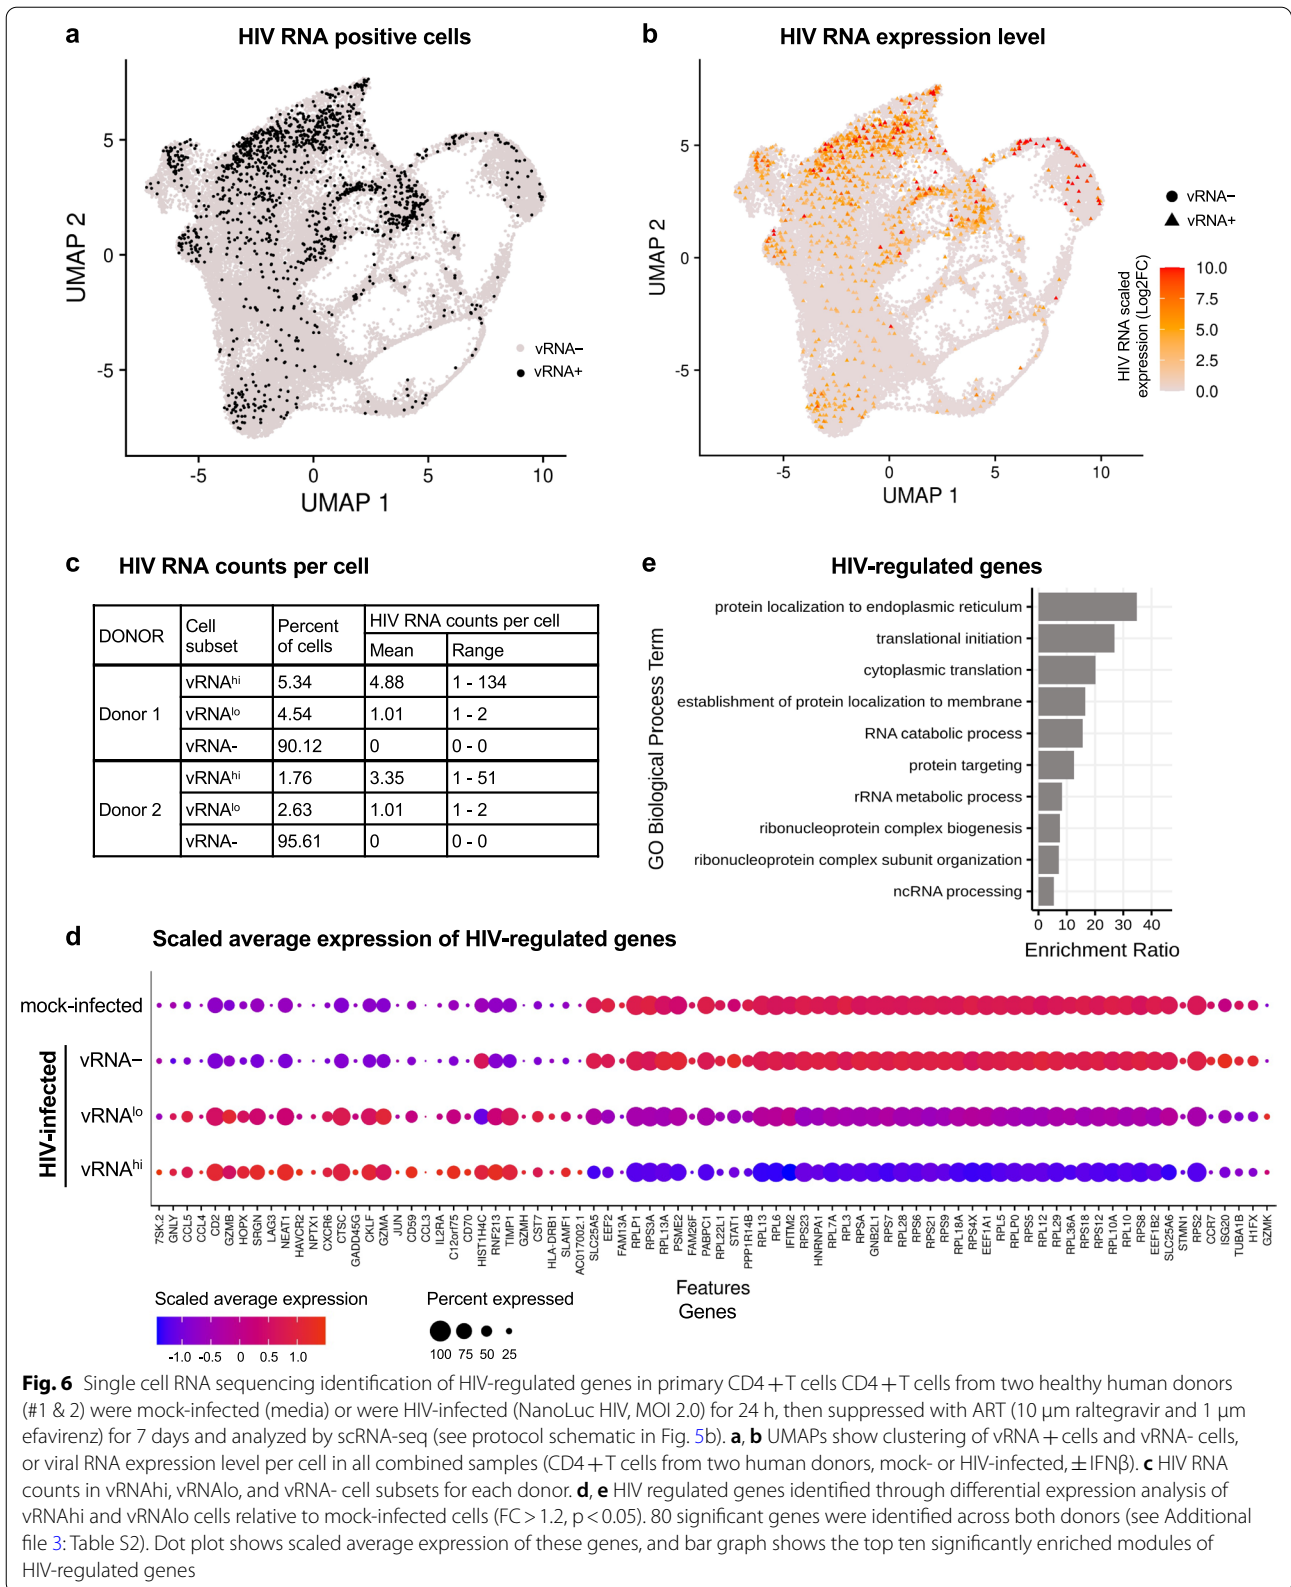 a
HIV RNA positive cells
UMAP 2
5
0
-5
-5
0
5
10
UMAP 1
vRNA−
vRNA+
b
HIV RNA expression level
UMAP 2
5
0
-5
-5
0
5
10
UMAP 1
vRNA−
vRNA+
HIV RNA scaled
expression (Log2FC)
10.0
7.5
5.0
2.5
0.0
c
HIV RNA counts per cell
DONOR
Cell
subset
Percent
of cells
HIV RNA counts per cell
Mean
Range
Donor 1
vRNAhi 5.34 4.88 1 - 134
vRNAlo 4.54 1.01 1 - 2
vRNA- 90.12 0 0 - 0
Donor 2
vRNAhi 1.76 3.35 1 - 51
vRNAlo 2.63 1.01 1 - 2
vRNA- 95.61 0 0 - 0
e
HIV-regulated genes
GO Biological Process Term
protein localization to endoplasmic reticulum
translational initiation
cytoplasmic translation
establishment of protein localization to membrane
RNA catabolic process
protein targeting
rRNA metabolic process
ribonucleoprotein complex biogenesis
ribonucleoprotein complex subunit organization
ncRNA processing
0 10 20 30 40
Enrichment Ratio
d
Scaled average expression of HIV-regulated genes
mock-infected
HIV-infected
vRNA−
vRNAlo
vRNAhi
7SK.2
GNLY
CCL5
CCL4
CD2
GZMB
HOPX
SRGN
LAG3
NEAT1
HAVCR2
NPTX1
CXCR6
CTSC
GADD45G
CKLF
GZMA
JUN
CD59
CCL3
IL2RA
C12orf75
CD70
HIST1H4C
RNF213
TIMP1
GZMH
CST7
HLA-DRB1
SLAMF1
AC017002.1
SLC25A5
EEF2
FAM13A
RPLP1
RPS3A
RPL13A
PSME2
FAM26F
PABPC1
RPL22L1
STAT1
PPP1R14B
RPL13
RPL6
IFITM2
RPS23
HNRNPA1
RPL7A
RPL3
RPSA
GNB2L1
RPS7
RPL28
RPS6
RPS21
RPS9
RPL18A
RPS4X
EEF1A1
RPL5
RPLP0
RPS5
RPL12
RPL29
RPL36A
RPS18
RPS12
RPL10A
RPL10
RPS8
EEF1B2
SLC25A6
STMN1
RPS2
CCR7
ISG20
TUBA1B
H1FX
GZMK
Features
Genes
Scaled average expression
-1.0 -0.5 0 0.5 1.0
Percent expressed
100 75 50 25
Fig. 6 Single cell RNA sequencing identification of HIV-regulated genes in primary CD4+T cells CD4+T cells from two healthy human donors
(#1 & 2) were mock-infected (media) or were HIV-infected (NanoLuc HIV, MOI 2.0) for 24 h, then suppressed with ART (10 μm raltegravir and 1 μm
efavirenz) for 7 days and analyzed by scRNA-seq (see protocol schematic in Fig. 5b). a, b UMAPs show clustering of vRNA+cells and vRNA- cells,
or viral RNA expression level per cell in all combined samples (CD4+T cells from two human donors, mock- or HIV-infected, ±IFNβ). c HIV RNA
counts in vRNAhi, vRNAlo, and vRNA- cell subsets for each donor. d, e HIV regulated genes identified through differential expression analysis of
vRNAhi and vRNAlo cells relative to mock-infected cells (FC>1.2, p<0.05). 80 significant genes were identified across both donors (see Additional
file 3: Table S2). Dot plot shows scaled average expression of these genes, and bar graph shows the top ten significantly enriched modules of
HIV-regulated genes